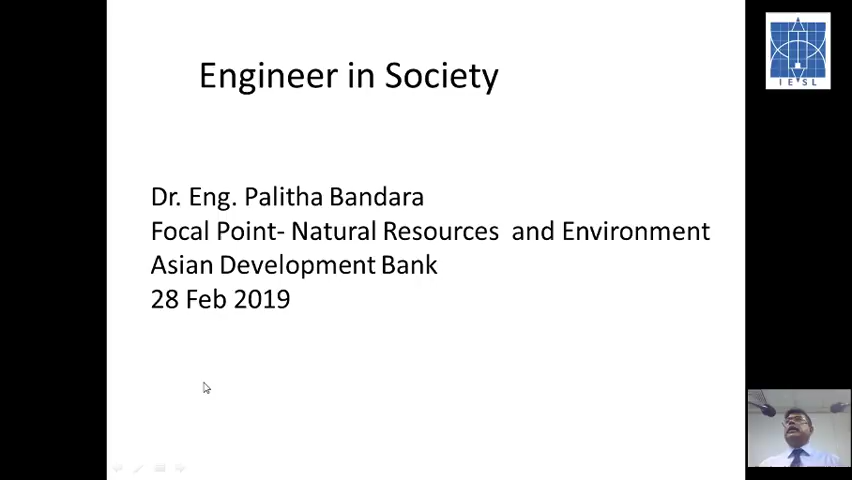 Engineer in Society
Dr. Eng. Palitha Bandara
Focal Point- Natural Resources  and Environment
Asian Development Bank
28 Feb 2019
IESL